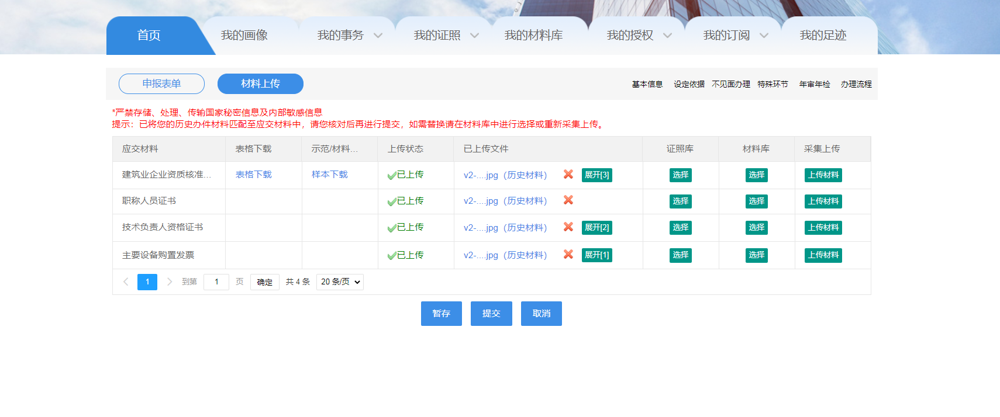 首页 我的画像 我的事务 我的证照 我的材料库 我的授权 我的订阅 我的足迹
申报表单 材料上传 基本信息 设定依据 不见面办理 特殊环节 年审年检 办理流程
*严禁存储、处理、传输国家秘密信息及内部敏感信息
提示：已将您的历史办件材料匹配至应交材料中，请您核对后再进行提交，如需替换请在材料库中进行选择或重新采集上传。
应交材料 表格下载 示范/材料... 上传状态 已上传文件 证照库 材料库 采集上传
建筑业企业资质核准... 表格下载 样本下载 已上传 v2-....jpg（历史材料） 展开[3] 选择 选择 上传材料
职称人员证书 已上传 v2-....jpg（历史材料） 选择 选择 上传材料
技术负责人资格证书 已上传 v2-....jpg（历史材料） 展开[2] 选择 选择 上传材料
主要设备购置发票 已上传 v2-....jpg（历史材料） 展开[1] 选择 选择 上传材料
1 到第 1 页 确定 共 4 条 20 条/页
暂存 提交 取消